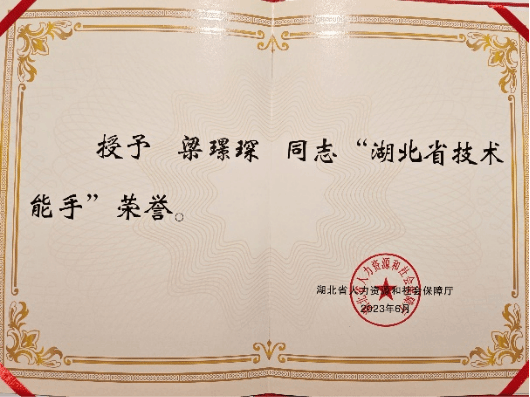 授予 梁璟琛 同志“湖北省技术
能手”荣誉。
湖北省人力资源和社会保障厅
2023年6月